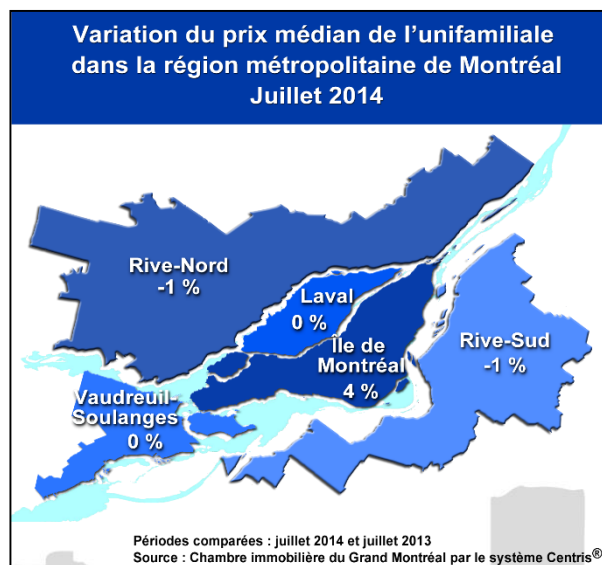 Variation du prix médian de l'unifamiliale
dans la région métropolitaine de Montréal
Juillet 2014
Rive-Nord
-1 %
Laval
0 %
Île de
Montréal
4 %
Rive-Sud
-1 %
Vaudreuil-
Soulanges
0 %
Périodes comparées : juillet 2014 et juillet 2013
Source : Chambre immobilière du Grand Montréal par le système Centris®